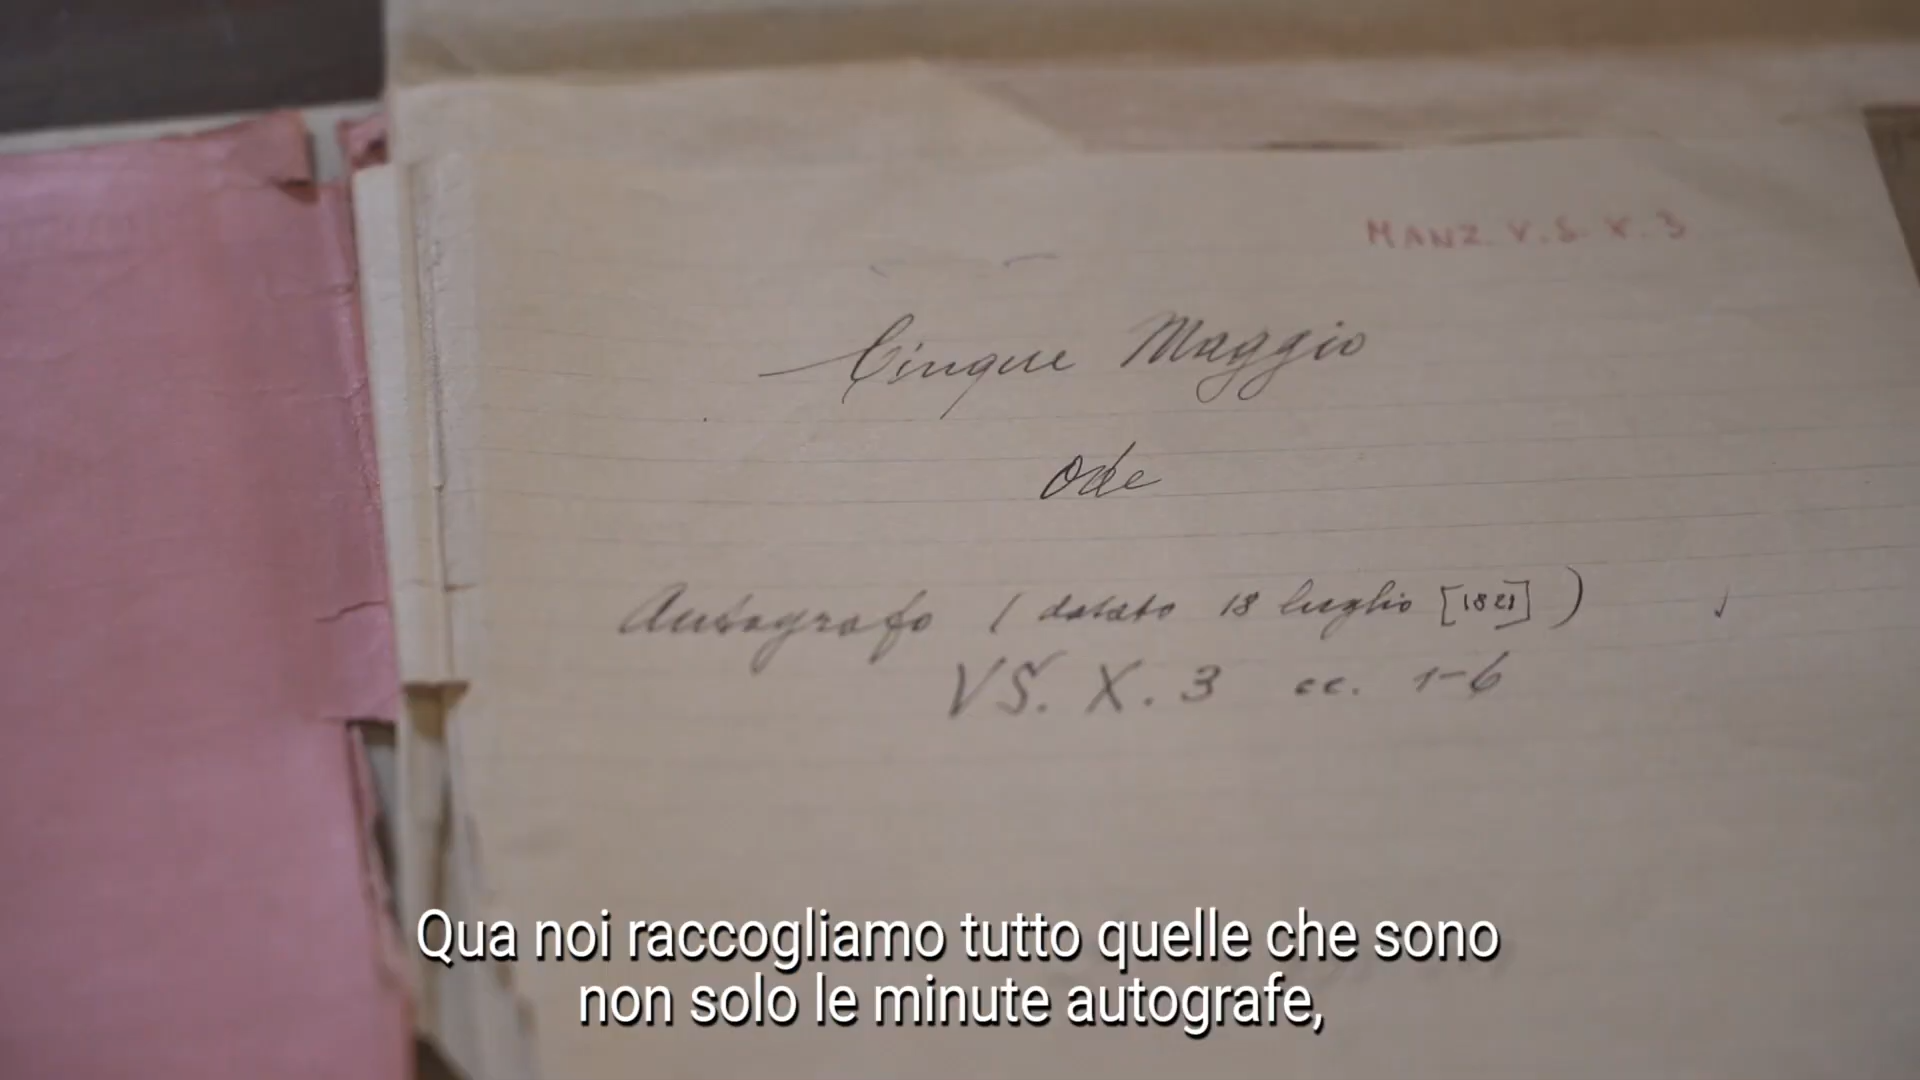 MANZ. V.S. X. 3
Cinque Maggio
Ode
Autografo (datato 18 luglio [1821])
VS. X. 3 cc. 1-6
Qua noi raccogliamo tutto quelle che sono
non solo le minute autografe,